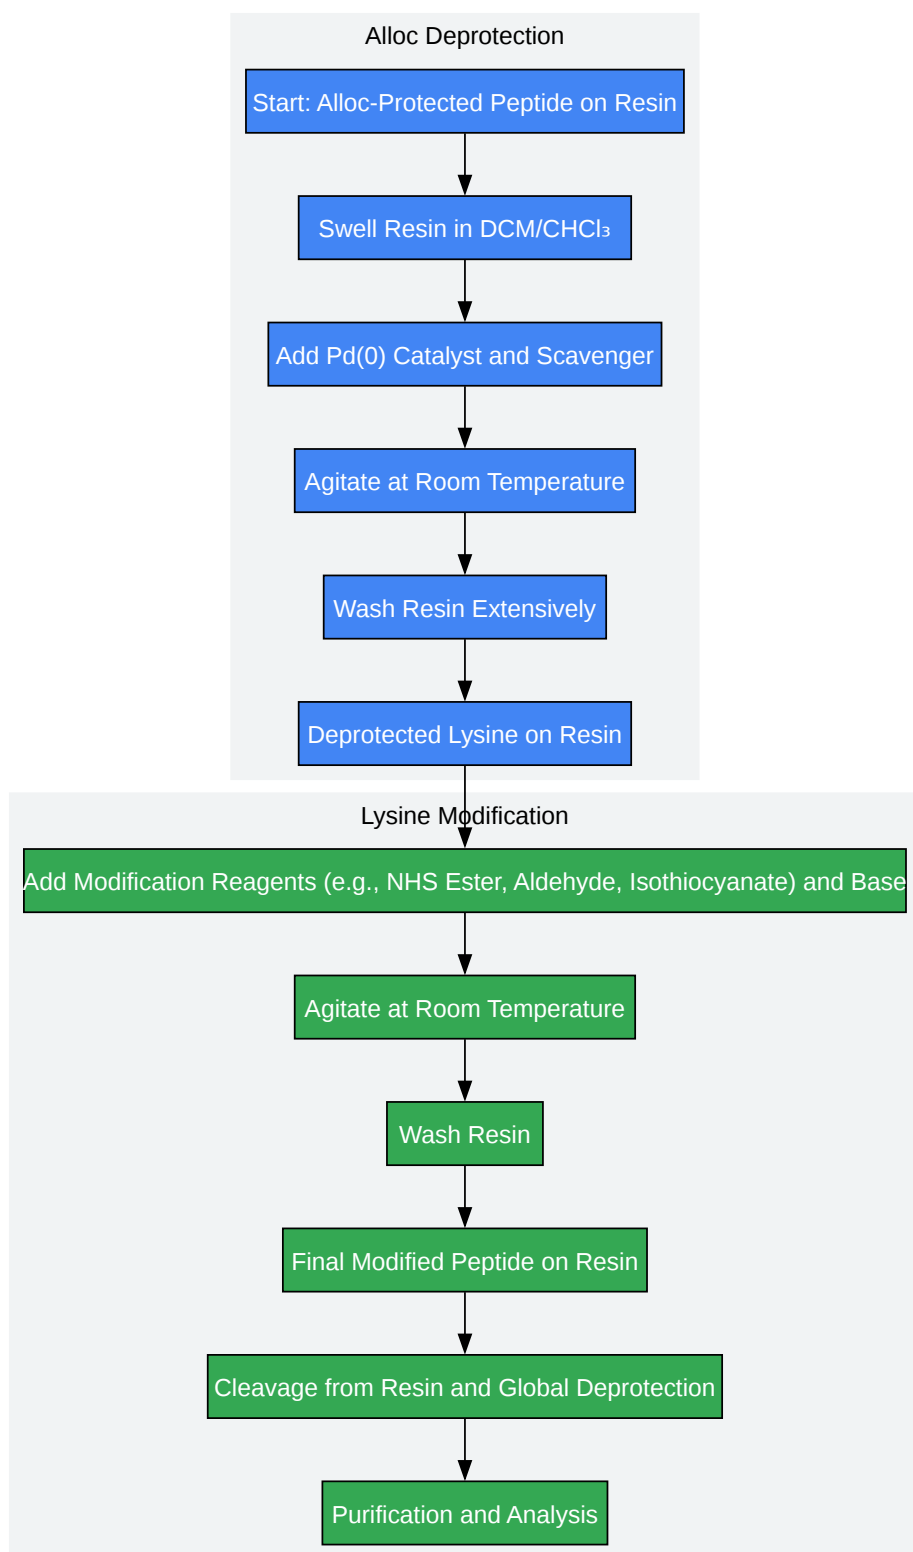 Alloc Deprotection
Start: Alloc-Protected Peptide on Resin
Swell Resin in DCM/CHCl₃
Add Pd(0) Catalyst and Scavenger
Agitate at Room Temperature
Wash Resin Extensively
Deprotected Lysine on Resin
Lysine Modification
Add Modification Reagents (e.g., NHS Ester, Aldehyde, Isothiocyanate) and Base
Agitate at Room Temperature
Wash Resin
Final Modified Peptide on Resin
Cleavage from Resin and Global Deprotection
Purification and Analysis